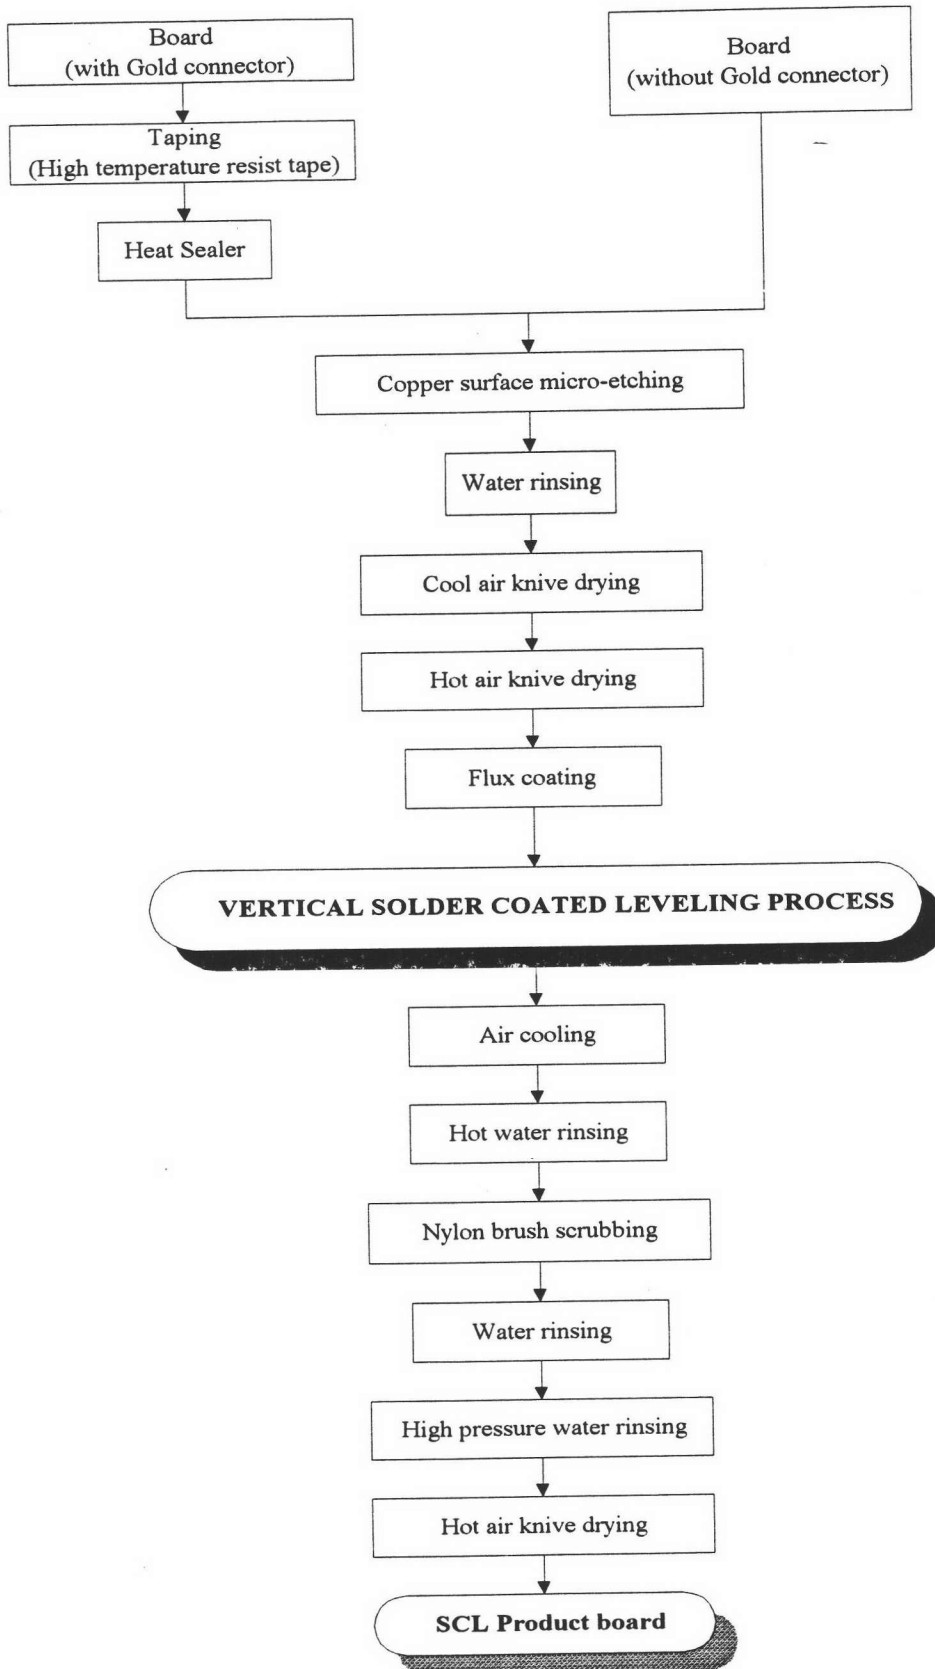 Board
(with Gold connector)
Board
(without Gold connector)
Taping
(High temperature resist tape)
Heat Sealer
Copper surface micro-etching
Water rinsing
Cool air knive drying
Hot air knive drying
Flux coating
VERTICAL SOLDER COATED LEVELING PROCESS
Air cooling
Hot water rinsing
Nylon brush scrubbing
Water rinsing
High pressure water rinsing
Hot air knive drying
SCL Product board